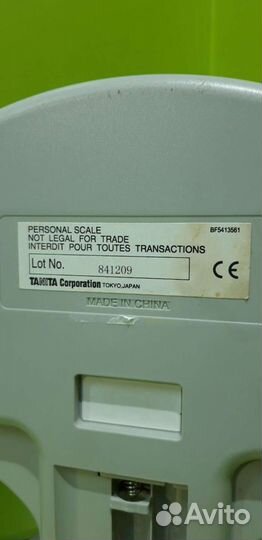 PERSONAL SCALE
BF5413561
NOT LEGAL FOR TRADE
INTERDIT POUR TOUTES TRANSACTIONS
Lot No. 841209
CE
TANITA Corporation TOKYO,JAPAN
MADE IN CHINA
Avito